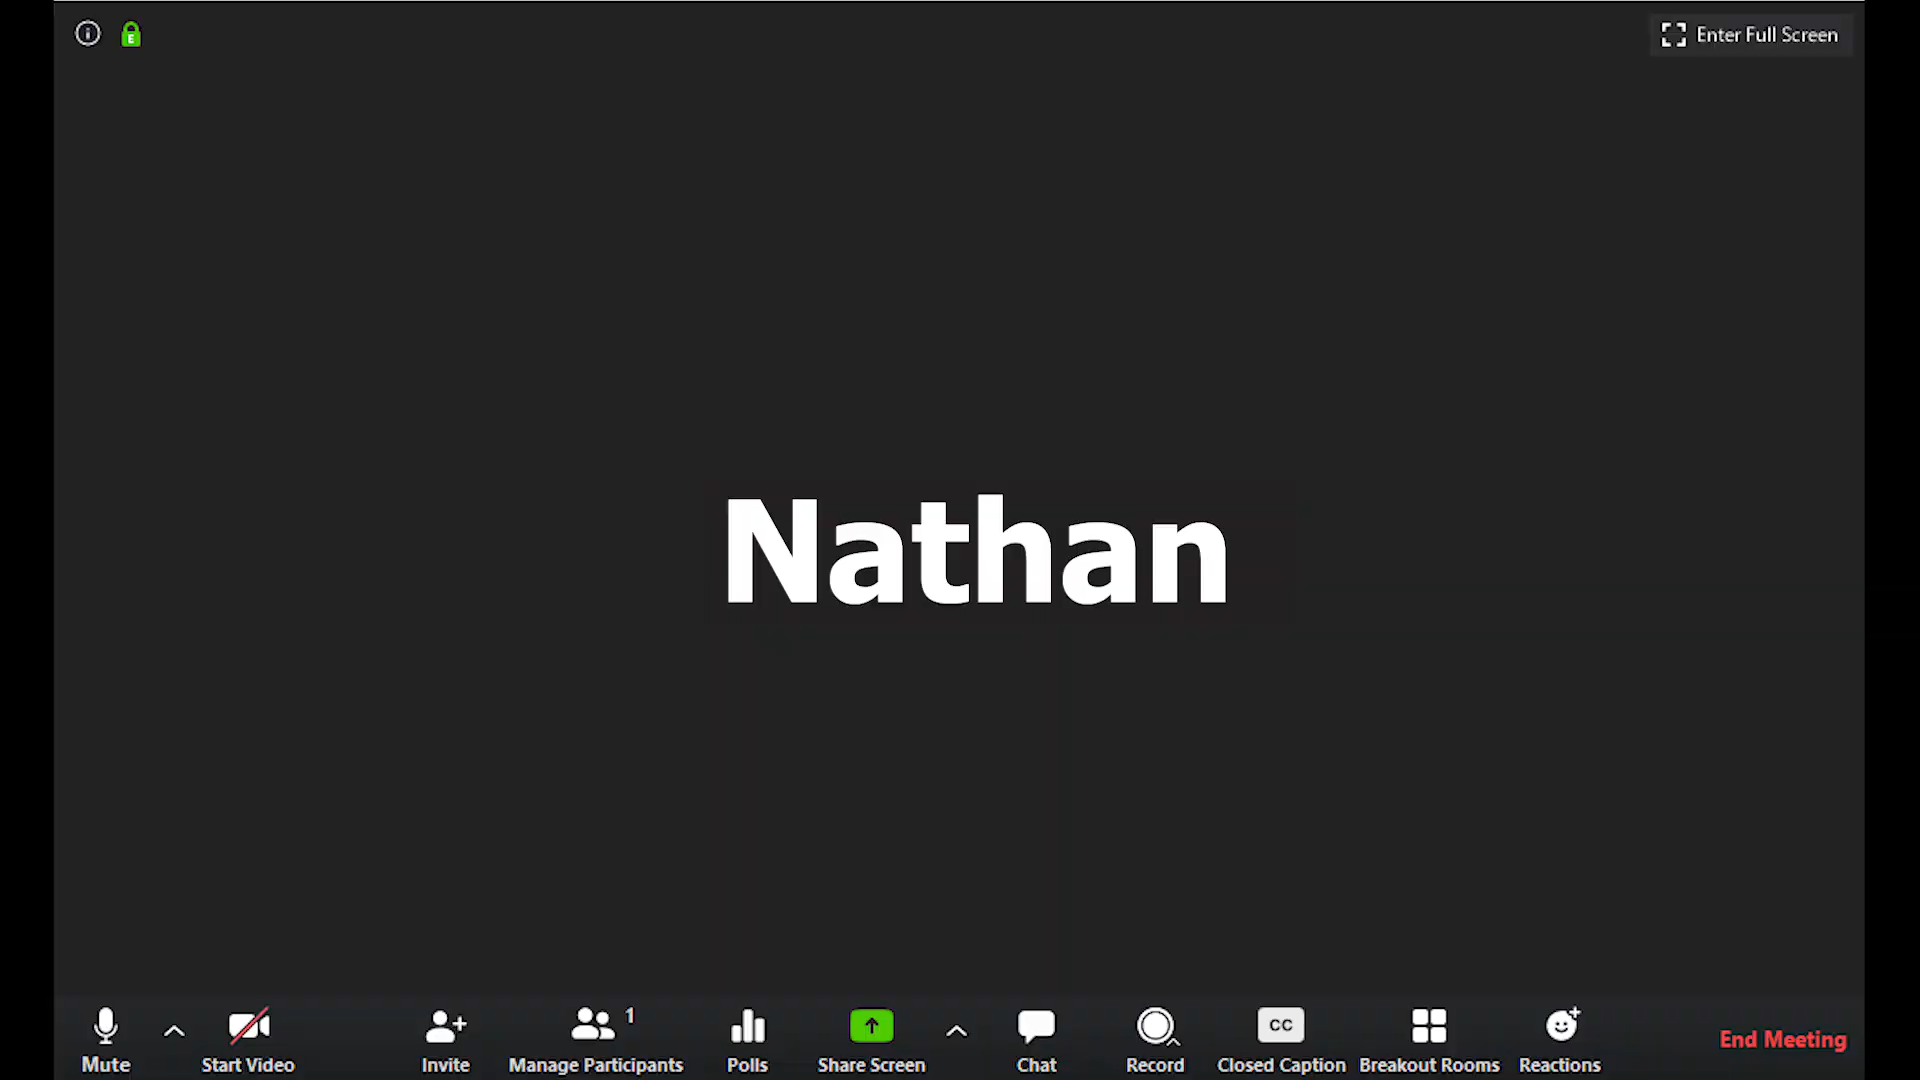 Enter Full Screen
E
Nathan
1
CC
Mute
Start Video
Invite
Manage Participants
Polls
Share Screen
Chat
Record
Closed Caption
Breakout Rooms
Reactions
End Meeting